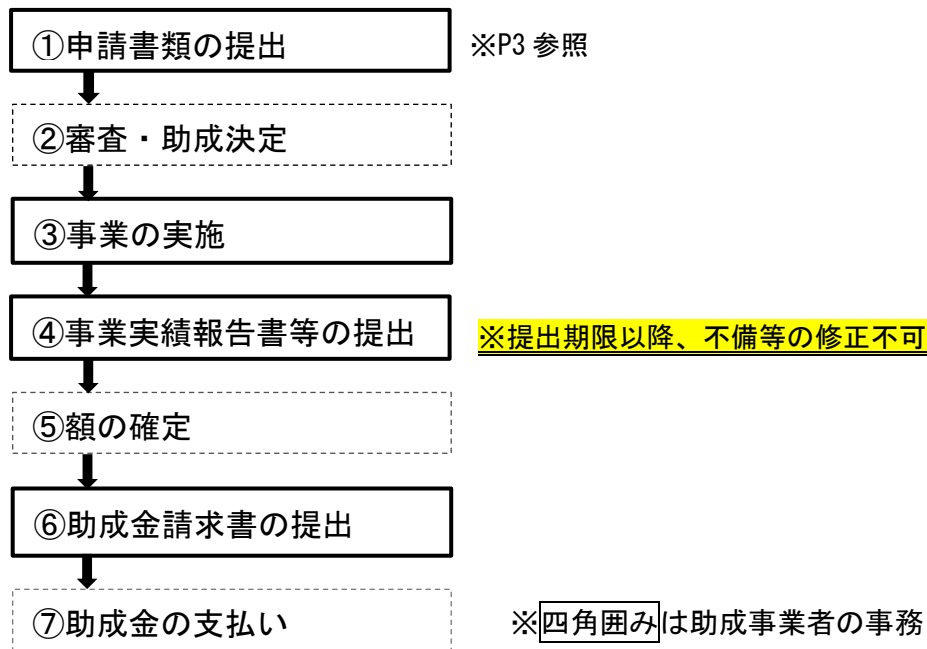 ①申請書類の提出 ※P3 参照
②審査・助成決定
③事業の実施
④事業実績報告書等の提出 ※提出期限以降、不備等の修正不可
⑤額の確定
⑥助成金請求書の提出
⑦助成金の支払い ※四角囲みは助成事業者の事務